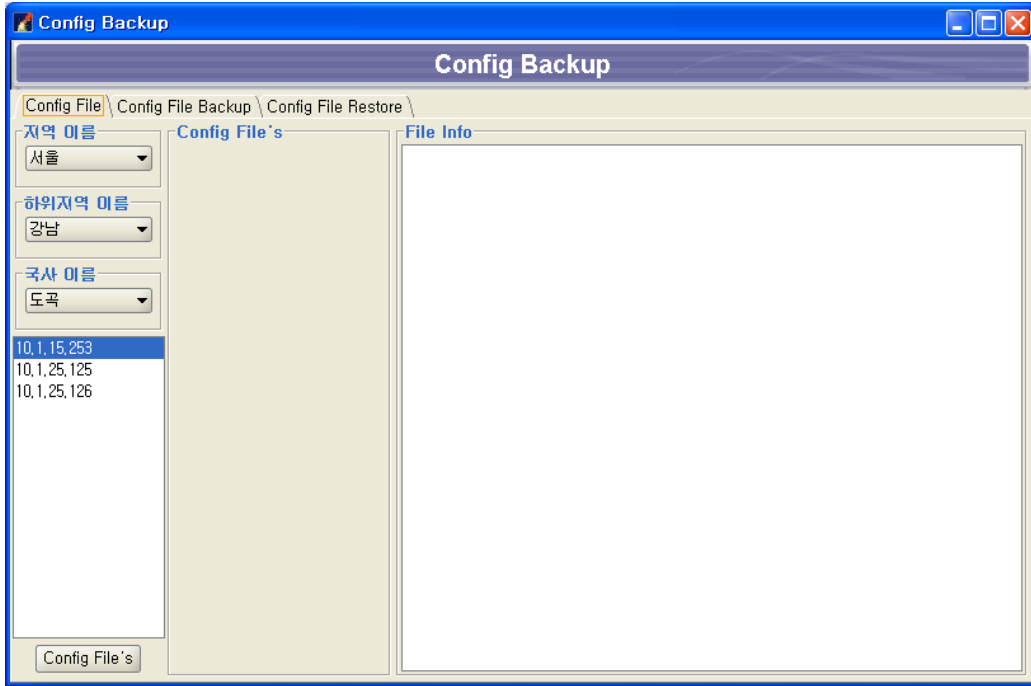 Config Backup
Config Backup
Config File Config File Backup Config File Restore
지역 이름
서울
하위지역 이름
강남
국사 이름
도곡
10,1,15,253
10,1,25,125
10,1,25,126
Config File's
Config File's
File Info